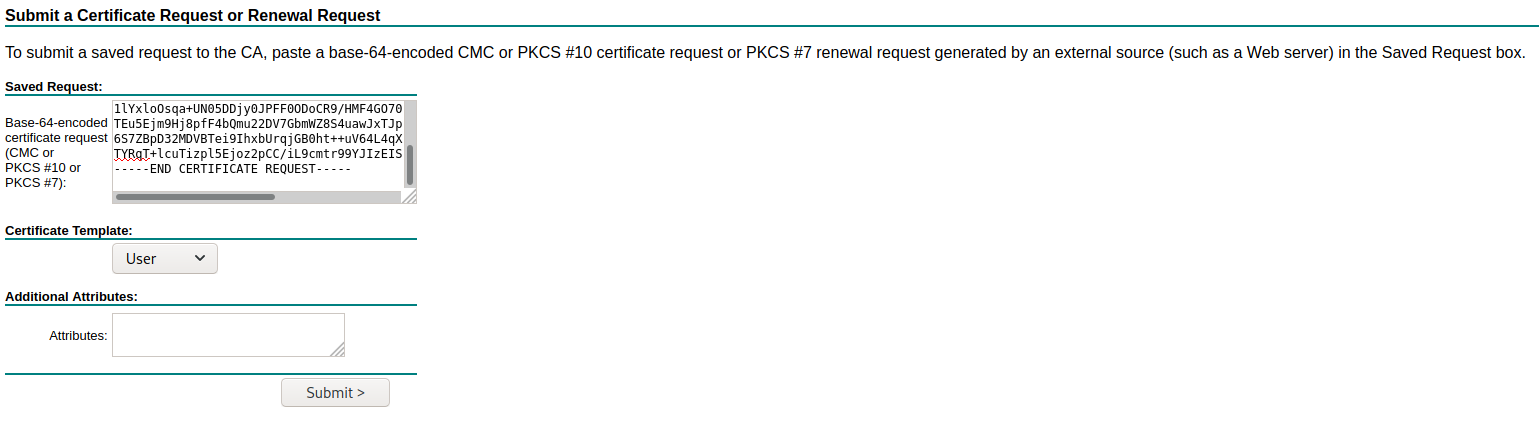 Submit a Certificate Request or Renewal Request
To submit a saved request to the CA, paste a base-64-encoded CMC or PKCS #10 certificate request or PKCS #7 renewal request generated by an external source (such as a Web server) in the Saved Request box.
Saved Request:
Base-64-encoded
certificate request
(CMC or
PKCS #10 or
PKCS #7):
1lYxloOsqa+UN05DDjy0JPFF0ODoCR9/HMF4GO70
TEu5Ejm9Hj8pfF4bQmu22DV7GbmWZ8S4uawJxTJp
6S7ZBpD32MDVBTei9IhxbUrqjGB0ht++uV64L4qX
TYRgT+lcuTizpl5Ejoz2pCC/iL9cmtr99YJIzEIS
-----END CERTIFICATE REQUEST-----
Certificate Template:
User
Additional Attributes:
Attributes:
Submit >